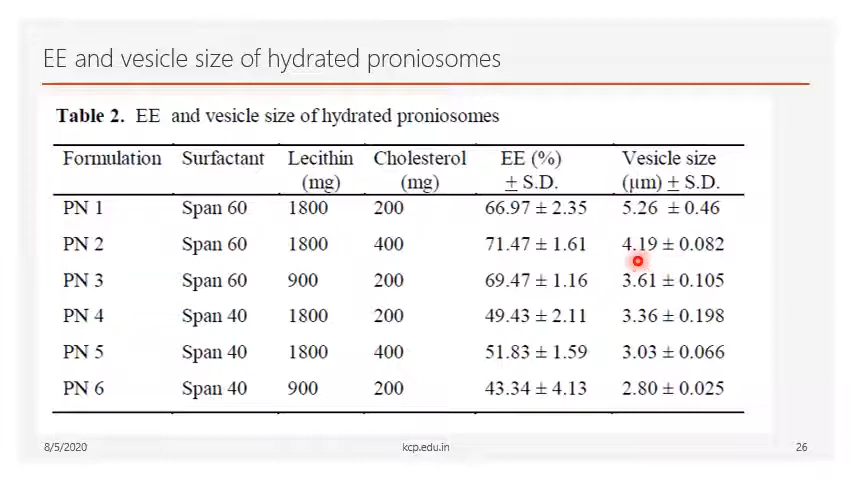 EE and vesicle size of hydrated proniosomes
Table 2. EE and vesicle size of hydrated proniosomes
Formulation Surfactant Lecithin (mg) Cholesterol (mg) EE (%) ± S.D. Vesicle size (µm) ± S.D.
PN 1 Span 60 1800 200 66.97 ± 2.35 5.26 ± 0.46
PN 2 Span 60 1800 400 71.47 ± 1.61 4.19 ± 0.082
PN 3 Span 60 900 200 69.47 ± 1.16 3.61 ± 0.105
PN 4 Span 40 1800 200 49.43 ± 2.11 3.36 ± 0.198
PN 5 Span 40 1800 400 51.83 ± 1.59 3.03 ± 0.066
PN 6 Span 40 900 200 43.34 ± 4.13 2.80 ± 0.025
8/5/2020 kcp.edu.in 26